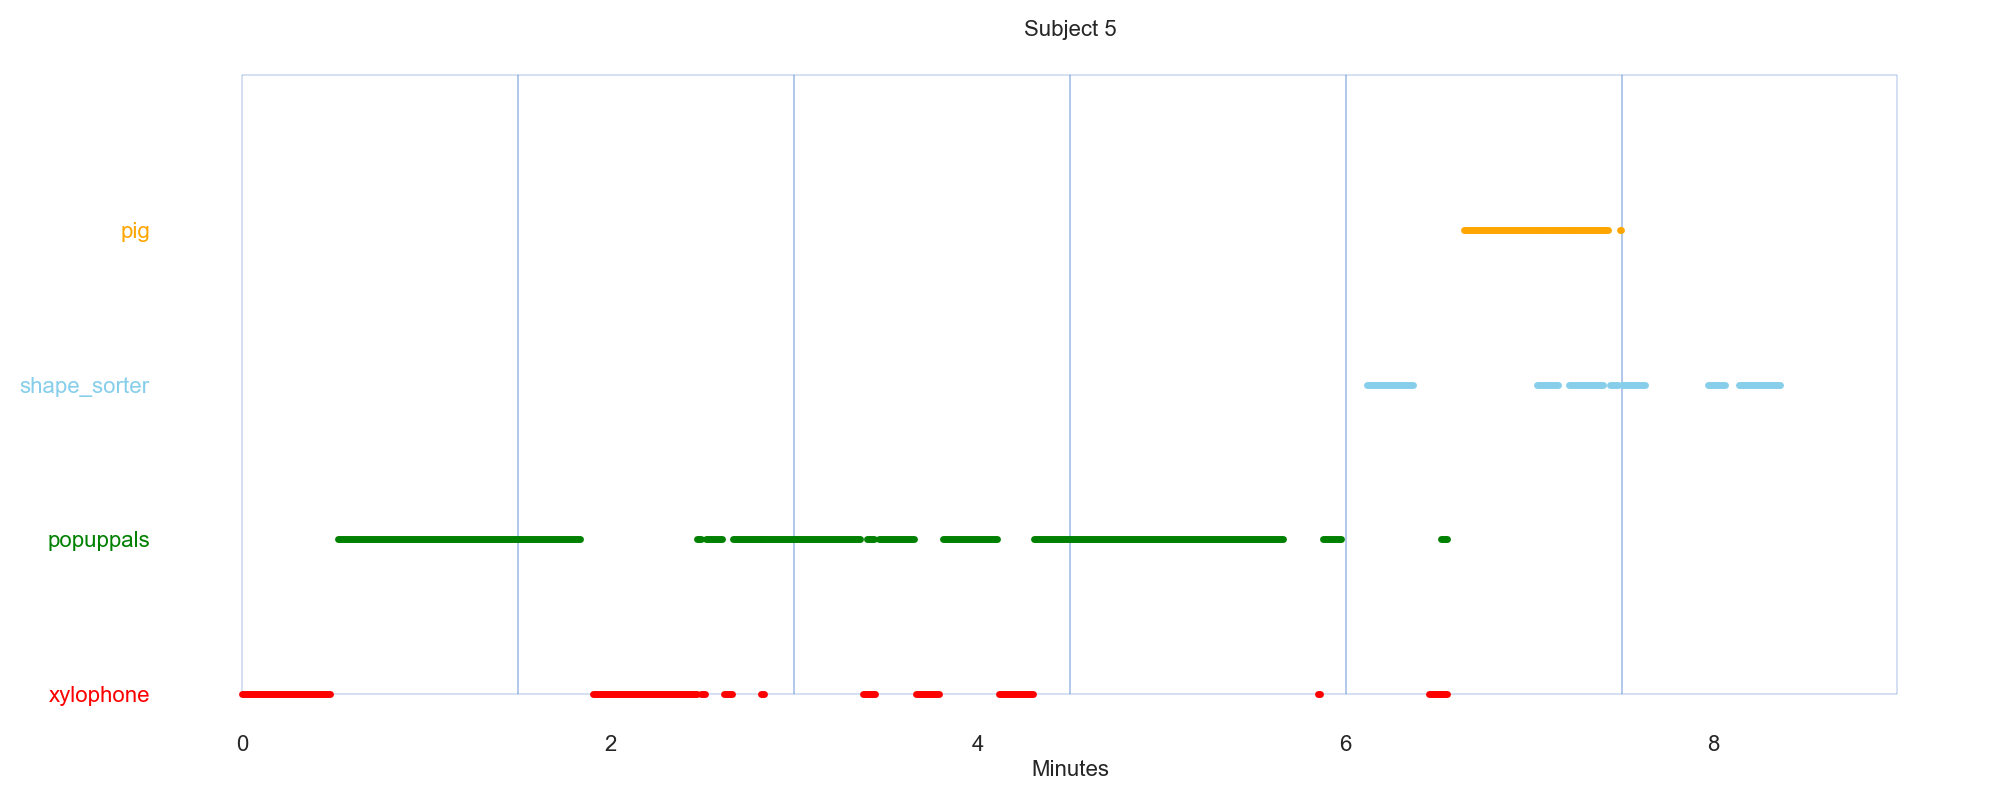 Subject 5
pig
shape_sorter
popuppals
xylophone
0 2 4 6 8
Minutes